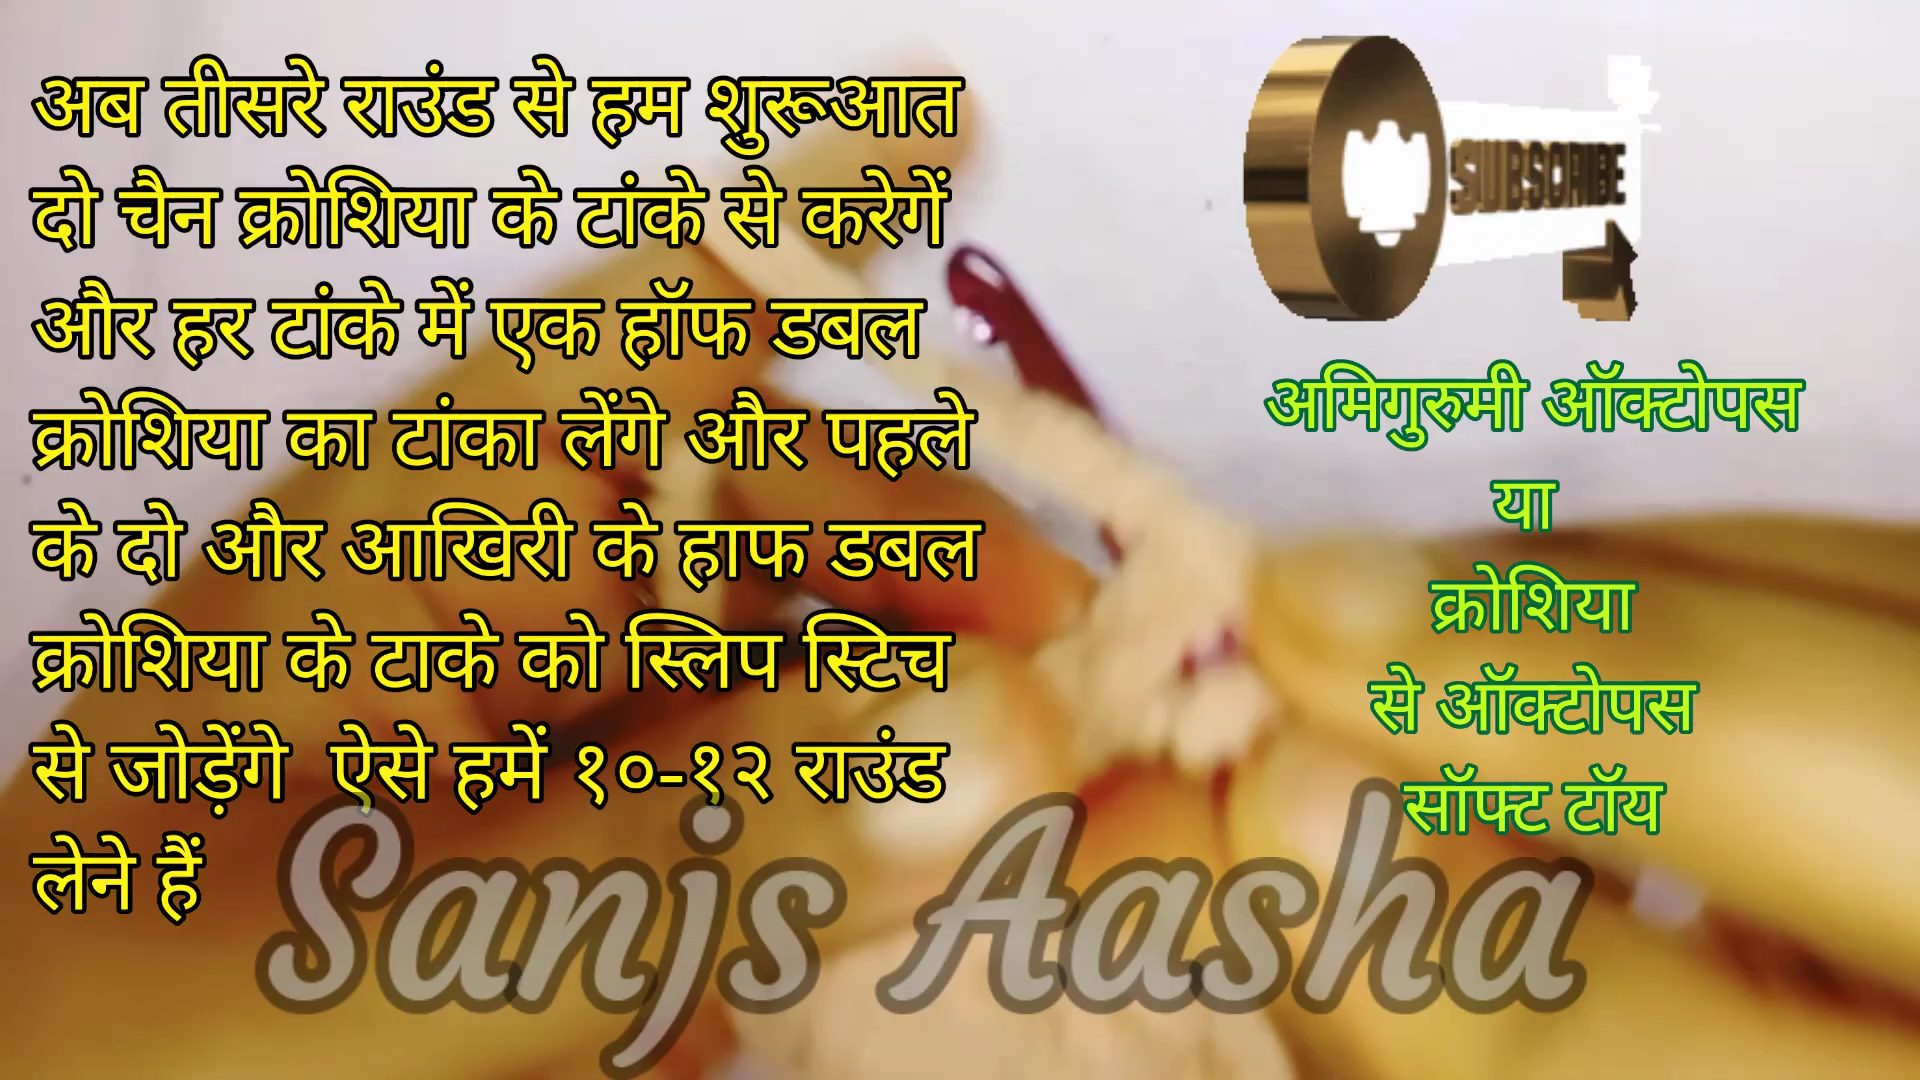 अब तीसरे राउंड से हम शुरूआत
दो चैन क्रोशिया के टांके से करेगें
और हर टांके में एक हॉफ डबल
क्रोशिया का टांका लेंगे और पहले
के दो और आखिरी के हाफ डबल
क्रोशिया के टाके को स्लिप स्टिच
से जोड़ेंगे  ऐसे हमें १०-१२ राउंड
लेने हैं
SUBSCRIBE
अमिगुरुमी ऑक्टोपस
या
क्रोशिया
से ऑक्टोपस
सॉफ्ट टॉय
Sanjs Aasha